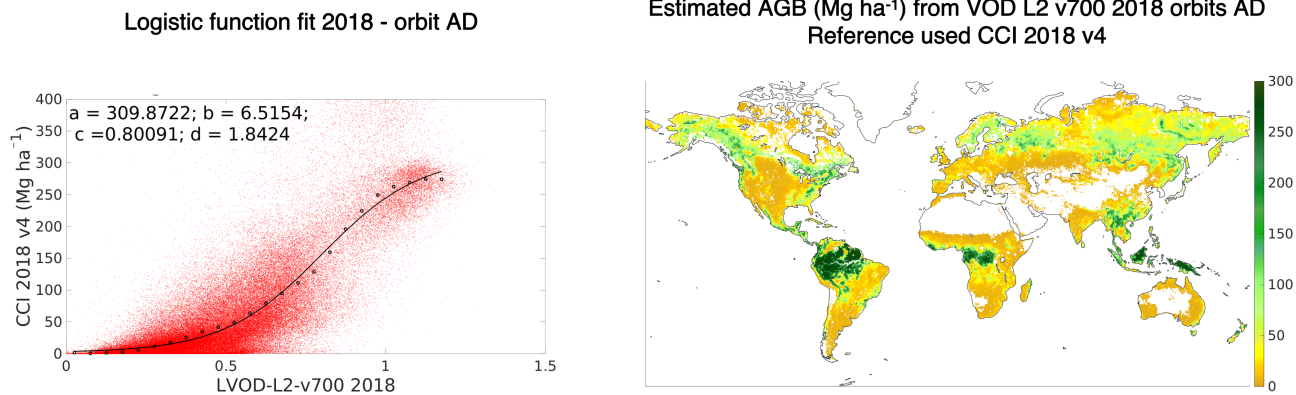 Logistic function fit 2018 - orbit AD
a = 309.8722; b = 6.5154;
c =0.80091; d = 1.8424
CCI 2018 v4 (Mg ha⁻¹)
400
350
300
250
200
150
100
50
0
0 0.5 1 1.5
LVOD-L2-v700 2018
Estimated AGB (Mg ha⁻¹) from VOD L2 v700 2018 orbits AD
Reference used CCI 2018 v4
300
250
200
150
100
50
0